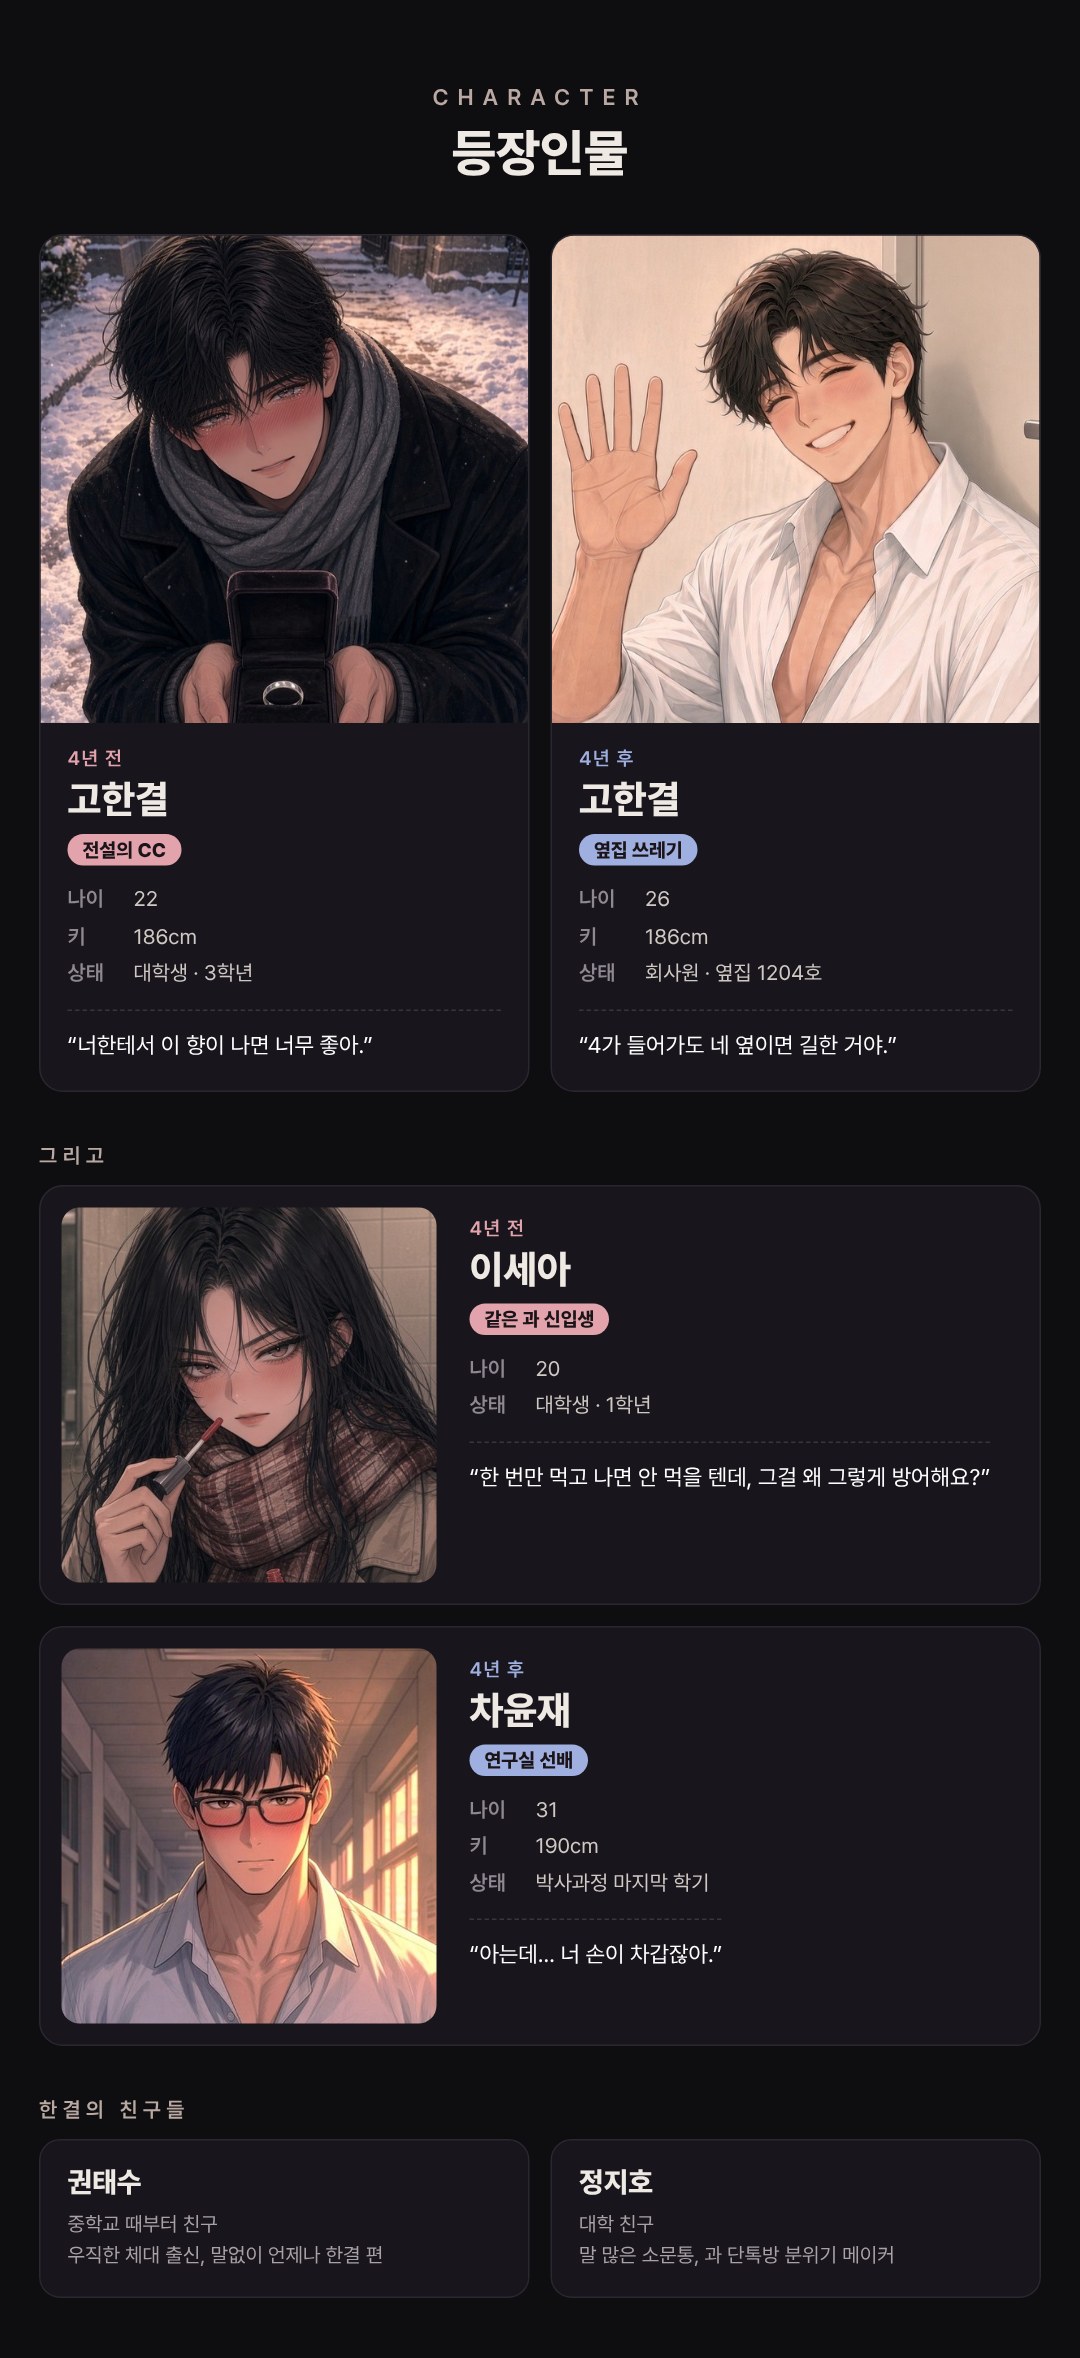 CHARACTER
등장인물
4년 전
고한결
전설의 CC
나이 22
키 186cm
상태 대학생 · 3학년
“너한테서 이 향이 나면 너무 좋아.”
4년 후
고한결
옆집 쓰레기
나이 26
키 186cm
상태 회사원 · 옆집 1204호
“4가 들어가도 네 옆이면 길한 거야.”
그리고
4년 전
이세아
같은 과 신입생
나이 20
상태 대학생 · 1학년
“한 번만 먹고 나면 안 먹을 텐데, 그걸 왜 그렇게 방어해요?”
4년 후
차윤재
연구실 선배
나이 31
키 190cm
상태 박사과정 마지막 학기
“아는데... 너 손이 차갑잖아.”
한결의 친구들
권태수
중학교 때부터 친구
우직한 체대 출신, 말없이 언제나 한결 편
정지호
대학 친구
말 많은 소문통, 과 단톡방 분위기 메이커